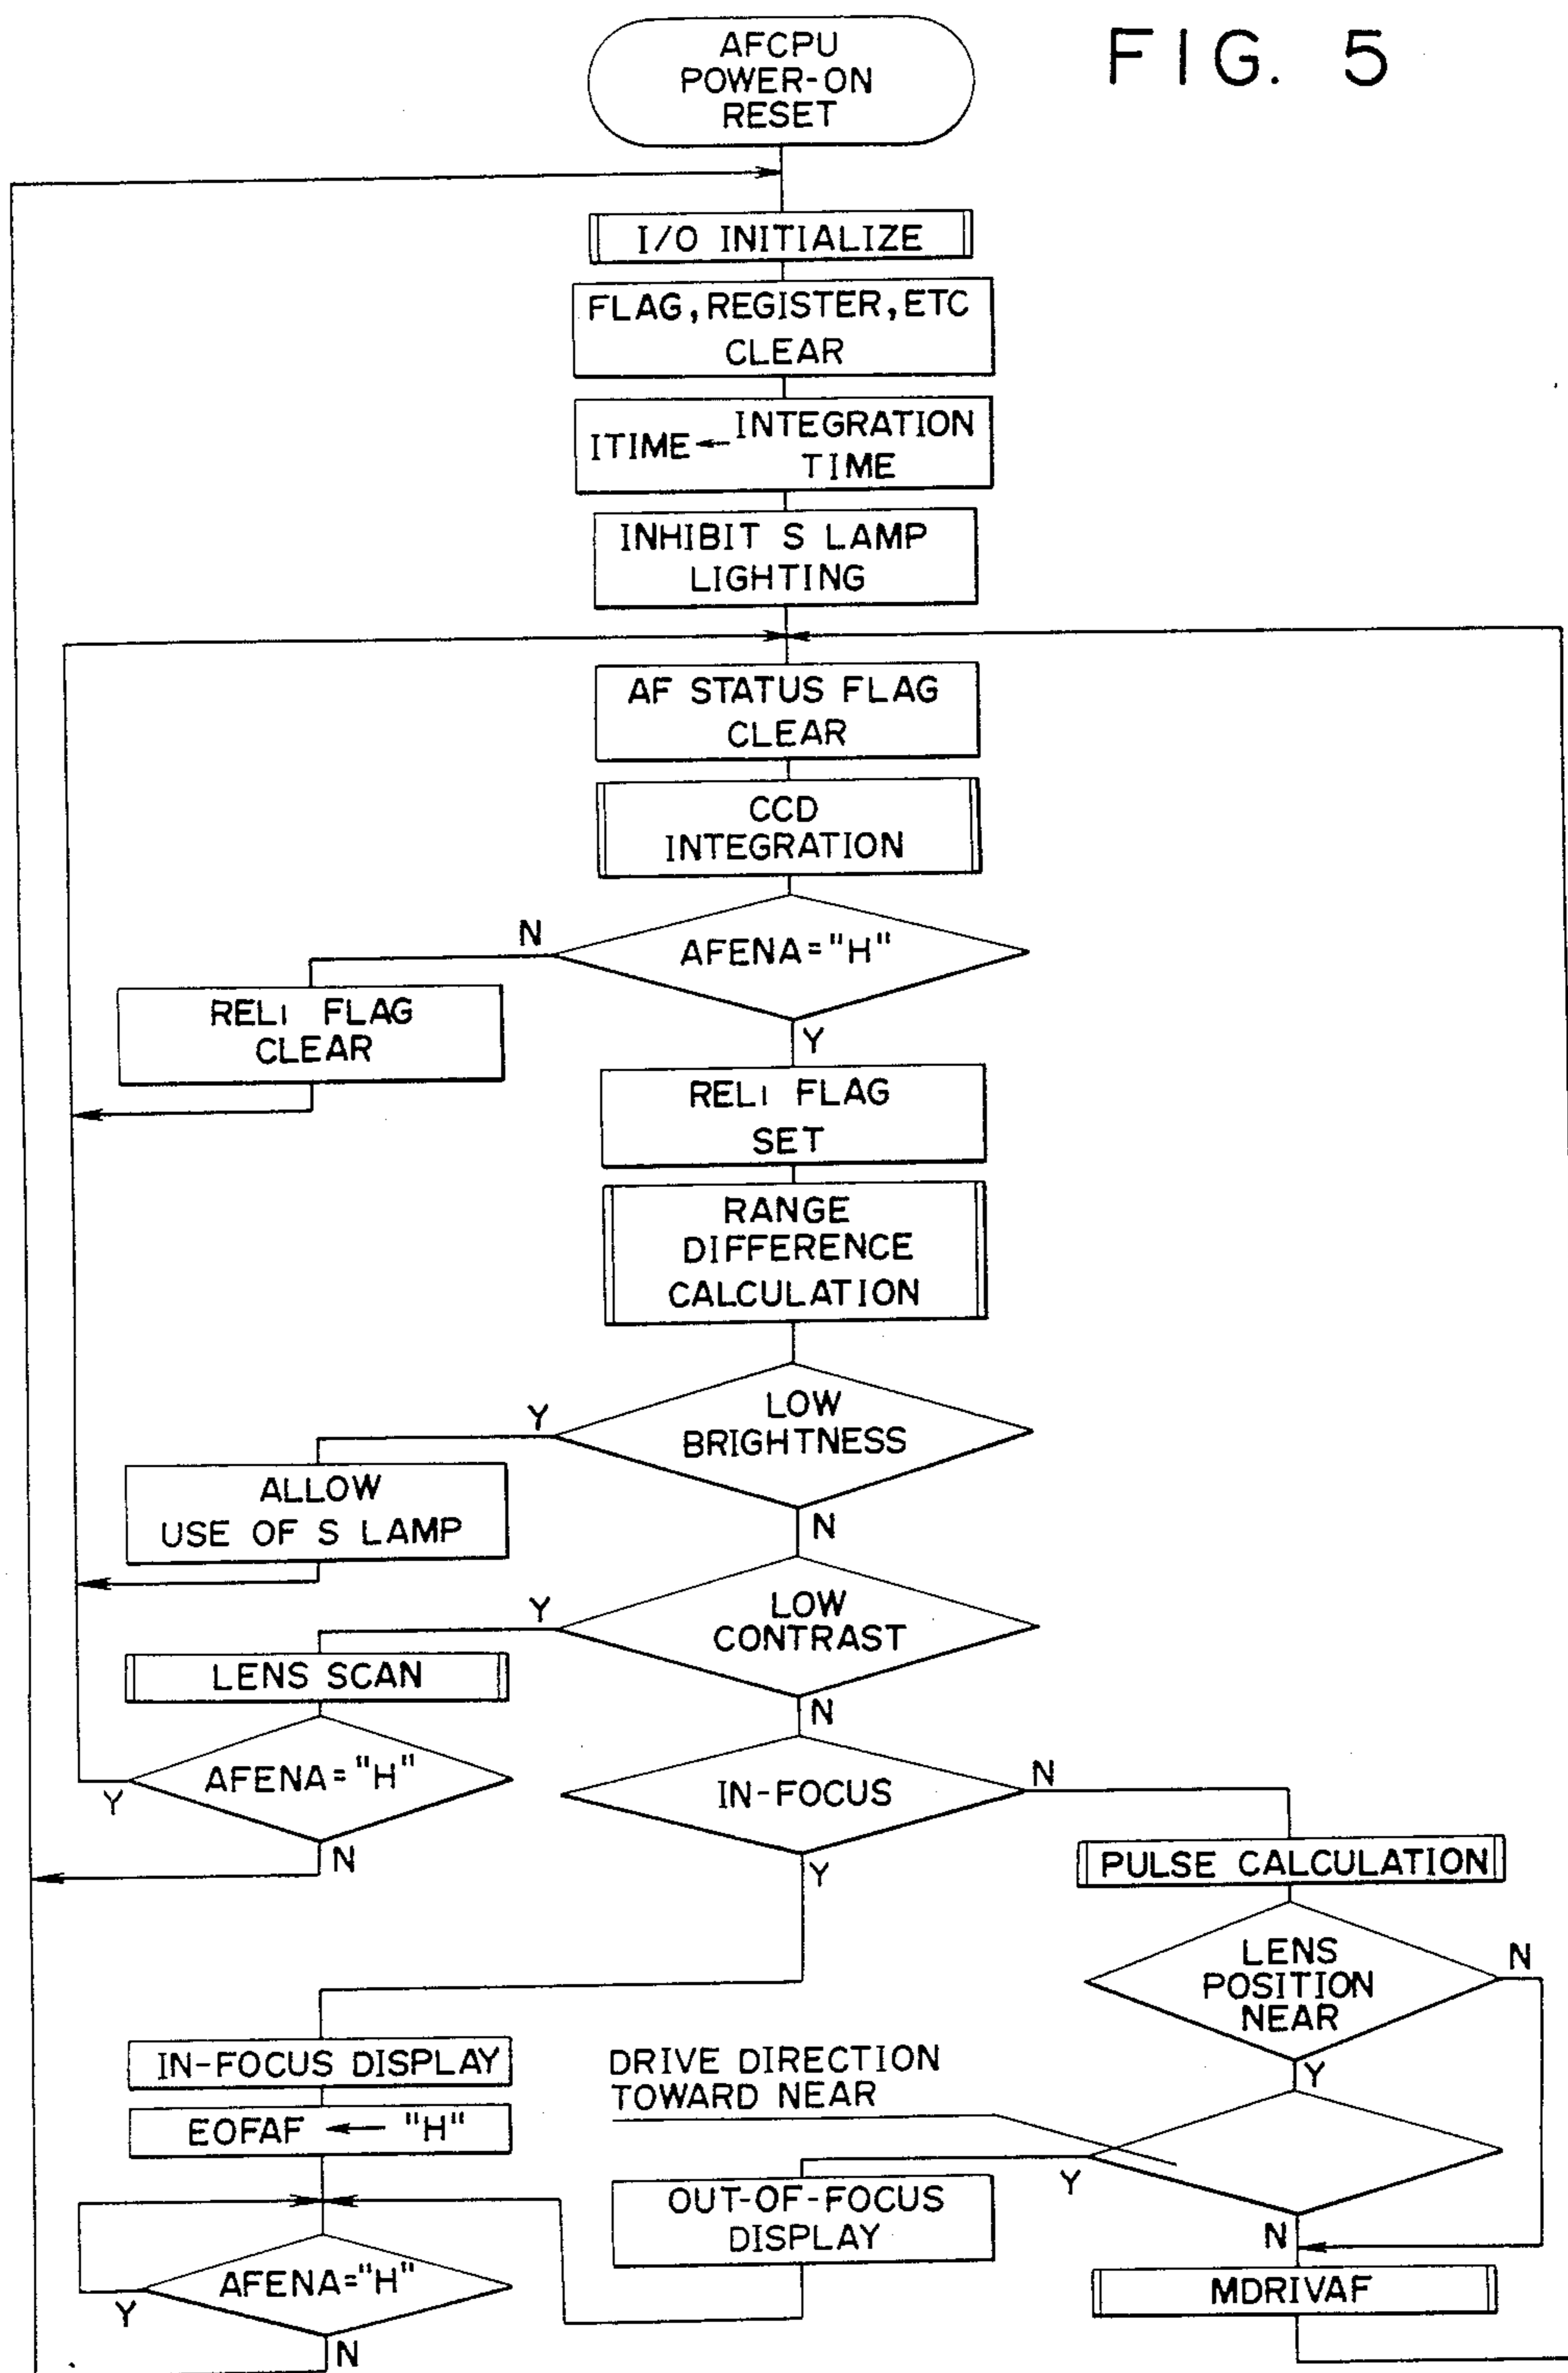 FIG. 5
AFCPU
POWER-ON
RESET
I/O INITIALIZE
FLAG, REGISTER, ETC
CLEAR
ITIME ← INTEGRATION
TIME
INHIBIT S LAMP
LIGHTING
AF STATUS FLAG
CLEAR
CCD
INTEGRATION
AFENA="H"
N
Y
REL1 FLAG
CLEAR
REL1 FLAG
SET
RANGE
DIFFERENCE
CALCULATION
LOW
BRIGHTNESS
Y
N
ALLOW
USE OF S LAMP
LOW
CONTRAST
Y
N
LENS SCAN
AFENA="H"
Y
N
IN-FOCUS
N
Y
PULSE CALCULATION
LENS
POSITION
NEAR
N
Y
IN-FOCUS DISPLAY
EOFAF ← "H"
DRIVE DIRECTION
TOWARD NEAR
Y
N
OUT-OF-FOCUS
DISPLAY
AFENA="H"
Y
N
MDRIVAF